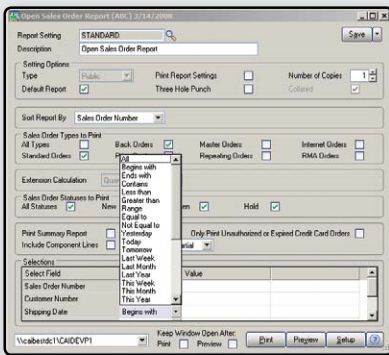 Open Sales Order Report (ABC) 3/14/2008
Report Setting STANDARD Save
Description Open Sales Order Report
Setting Options
Type Public Print Report Settings Number of Copies 1
Default Report Three Hole Punch Collated
Sort Report By Sales Order Number
Sales Order Types to Print
All Types Back Orders Master Orders Internet Orders
Standard Orders Repeating Orders RMA Orders
All
Begins with
Ends with
Contains
Less than
Greater than
Range
Equal to
Not Equal to
Yesterday
Today
Tomorrow
Last Week
Last Month
Last Year
This Week
This Month
This Year
Extension Calculation
Sales Order Statuses to Print
All Statuses New Hold
Print Summary Report Only Print Unauthorized or Expired Credit Card Orders
Include Component Lines
Selections
Select Field Value
Sales Order Number
Customer Number
Shipping Date Begins with
\\caibestdc1\CAIDEVP1 Keep Window Open After:
Print Preview Print Preview Setup